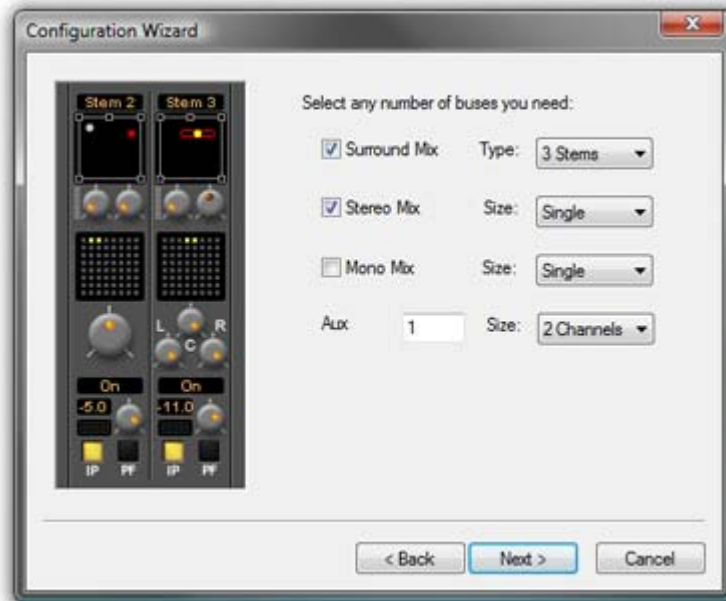 Configuration Wizard
Stem 2 Stem 3
L R
C
On On
-5.0 -11.0
IP PF IP PF
Select any number of buses you need:
Surround Mix Type: 3 Stems
Stereo Mix Size: Single
Mono Mix Size: Single
Aux 1 Size: 2 Channels
< Back Next > Cancel